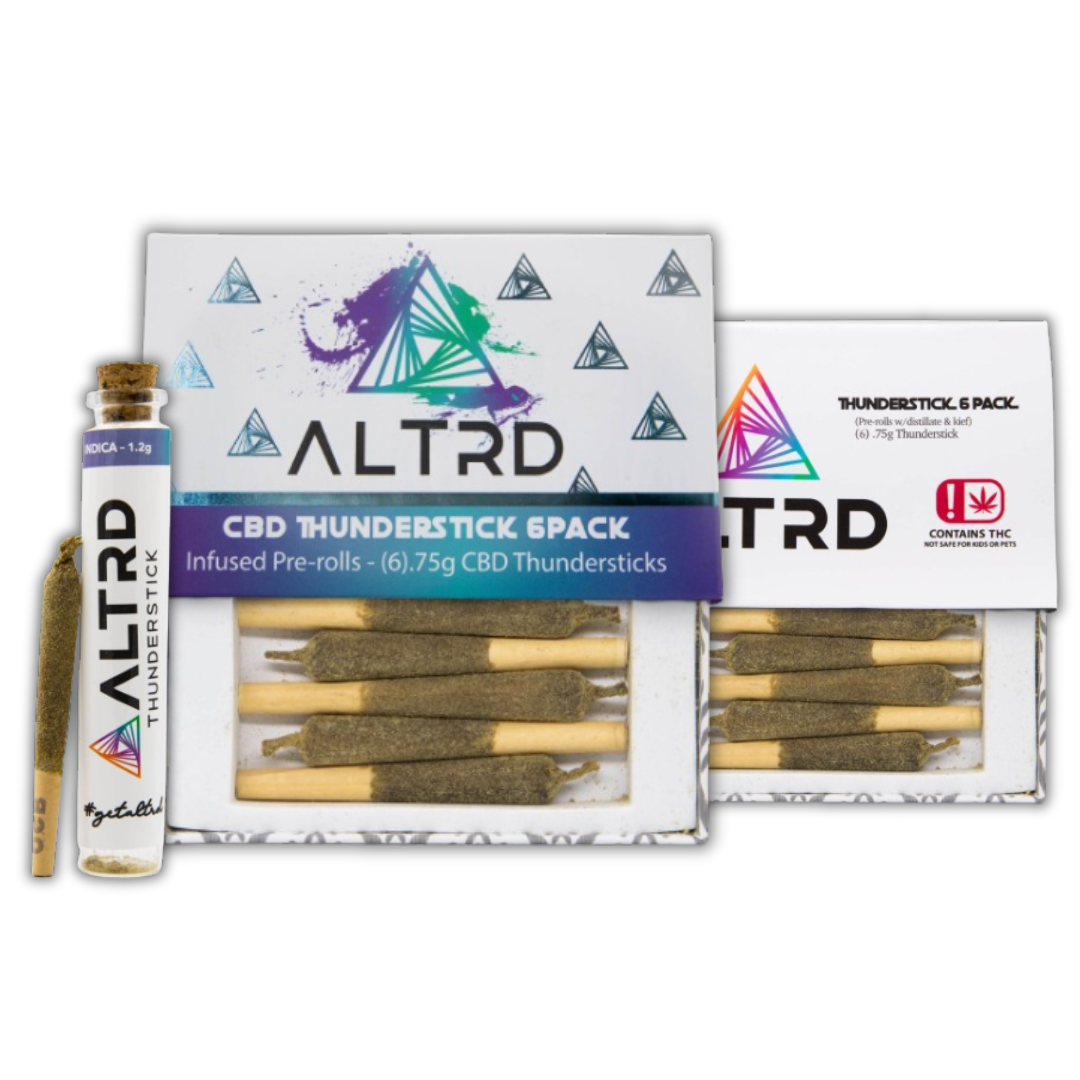 INDICA - 1.2g
ALTRD
THUNDERSTICK
#getaltrd
ALTRD
CBD THUNDERSTICK 6PACK
Infused Pre-rolls - (6).75g CBD Thundersticks
THUNDERSTICK 6 PACK
(Pre-rolls w/distillate & kief)
(6) .75g Thunderstick
LTRD
!
CONTAINS THC
NOT SAFE FOR KIDS OR PETS